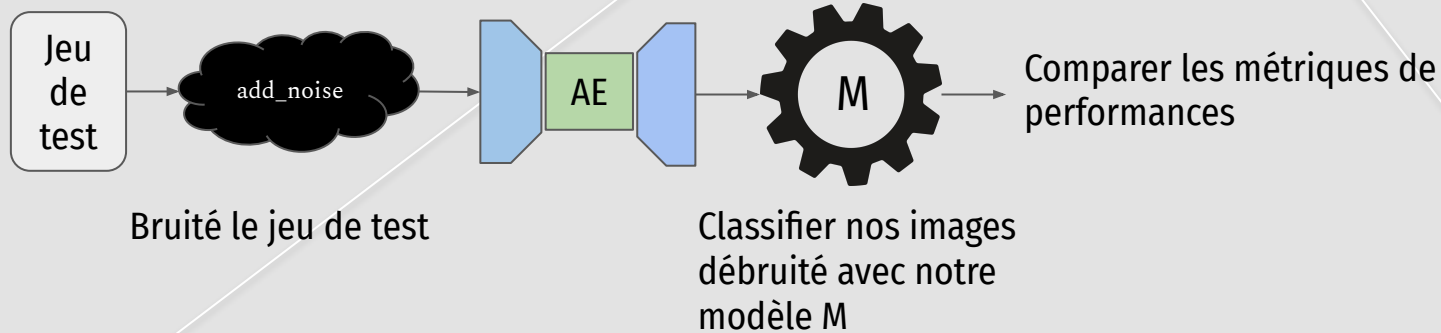 Jeu
de
test
add_noise
AE
M
Comparer les métriques de
performances
Bruité le jeu de test
Classifier nos images
débruité avec notre
modèle M